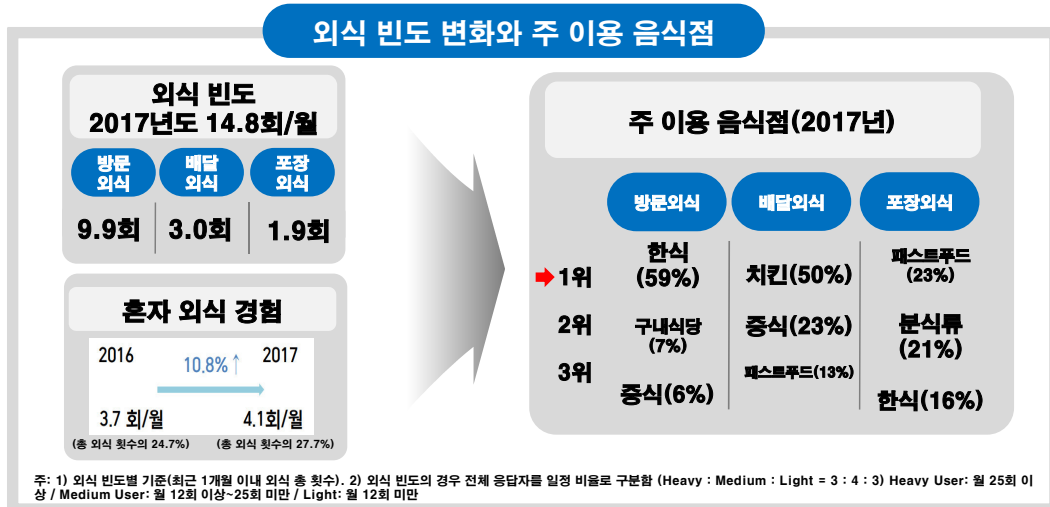 외식 빈도 변화와 주 이용 음식점
외식 빈도
2017년도 14.8회/월
방문
외식
배달
외식
포장
외식
9.9회
3.0회
1.9회
혼자 외식 경험
2016
10.8%↑
2017
3.7 회/월
4.1회/월
(총 외식 횟수의 24.7%)
(총 외식 횟수의 27.7%)
주 이용 음식점(2017년)
방문외식
배달외식
포장외식
1위
한식
(59%)
치킨(50%)
패스트푸드
(23%)
2위
구내식당
(7%)
중식(23%)
분식류
(21%)
3위
중식(6%)
패스트푸드(13%)
한식(16%)
주: 1) 외식 빈도별 기준(최근 1개월 이내 외식 총 횟수). 2) 외식 빈도의 경우 전체 응답자를 일정 비율로 구분함 (Heavy : Medium : Light = 3 : 4 : 3) Heavy User: 월 25회 이
상 / Medium User: 월 12회 이상~25회 미만 / Light: 월 12회 미만